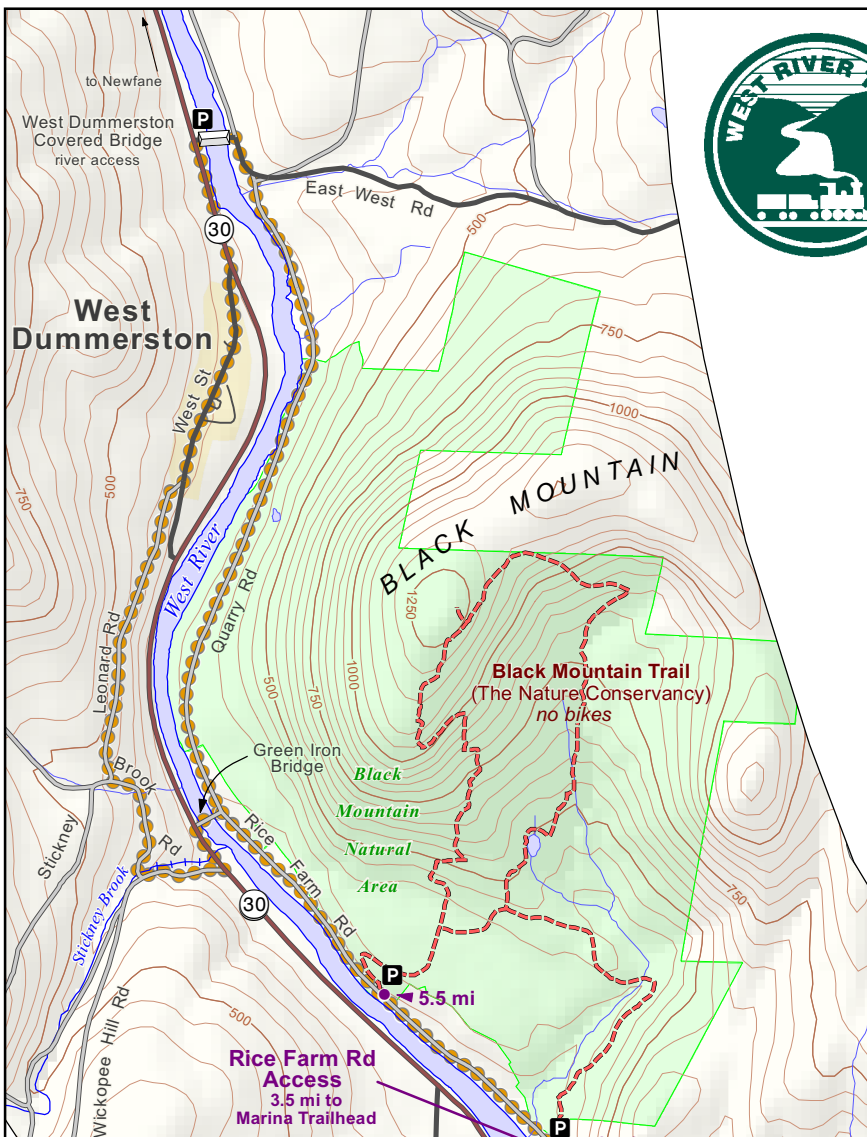 to Newfane
P
West Dummerston
Covered Bridge
river access
WEST RIVER
East West Rd
30
500
West
Dummerston
750
1000
West St
750
500
BLACK MOUNTAIN
West River
Quarry Rd
1250
Leonard Rd
1000
750
500
Black Mountain Trail
(The Nature Conservancy)
no bikes
Green Iron
Bridge
Black
Mountain
Natural
Area
Stickney
Brook
Rd
Rice Farm Rd
750
30
Stickney Brook
P
5.5 mi
Wickopee Hill Rd
500
Rice Farm Rd
Access
3.5 mi to
Marina Trailhead
P